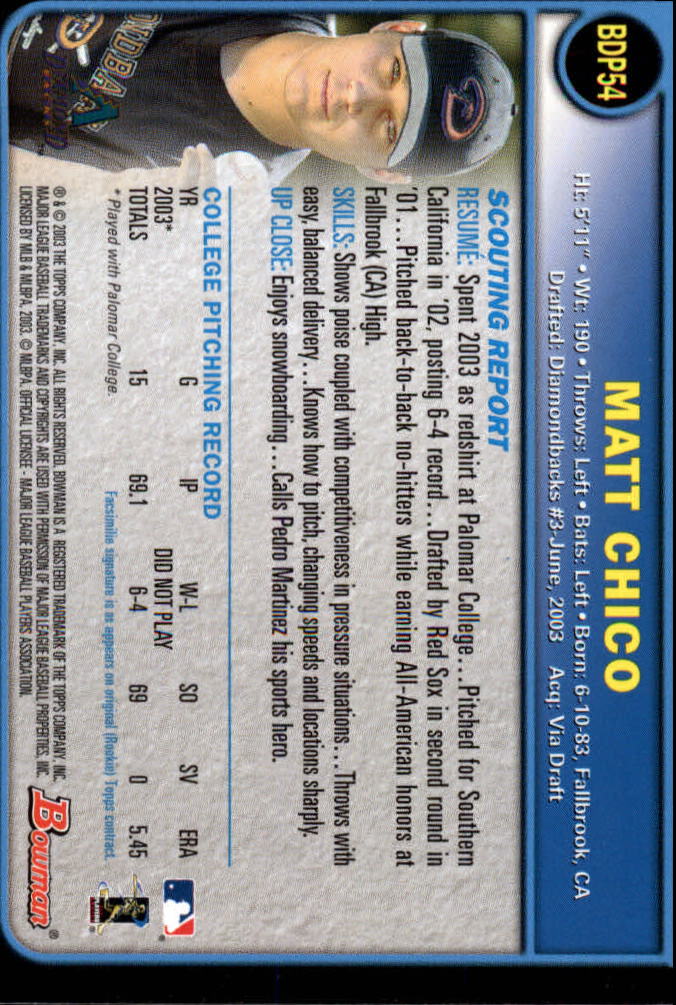 BDP54
MATT CHICO
Ht: 5'11" • Wt: 190 • Throws: Left • Bats: Left • Born: 6-10-83, Fallbrook, CA
Drafted: Diamondbacks #3-June, 2003 Acq: Via Draft
SCOUTING REPORT
RESUMÉ: Spent 2003 as redshirt at Palomar College...Pitched for Southern
California in '02, posting 6-4 record...Drafted by Red Sox in second round in
'01...Pitched back-to-back no-hitters while earning All-American honors at
Fallbrook (CA) High.
SKILLS: Shows poise coupled with competitiveness in pressure situations...Throws with
easy, balanced delivery...Knows how to pitch, changing speeds and locations sharply.
UP CLOSE: Enjoys snowboarding...Calls Pedro Martinez his sports hero.
COLLEGE PITCHING RECORD
YR G IP W-L SO SV ERA
2003* DID NOT PLAY
TOTALS 15 69.1 6-4 69 0 5.45
* Played with Palomar College.
Facsimilie signature is as appears on original (Rookie) Topps contract.
® & © 2003 THE TOPPS COMPANY, INC. ALL RIGHTS RESERVED. BOWMAN IS A REGISTERED TRADEMARK OF THE TOPPS COMPANY, INC.
MAJOR LEAGUE BASEBALL TRADEMARKS AND COPYRIGHTS ARE USED WITH PERMISSION OF MAJOR LEAGUE BASEBALL PROPERTIES, INC.
LICENSED BY MLB & MLBPA, 2003. © MLBPA. OFFICIAL LICENSEE - MAJOR LEAGUE BASEBALL PLAYERS ASSOCIATION.
Bowman®